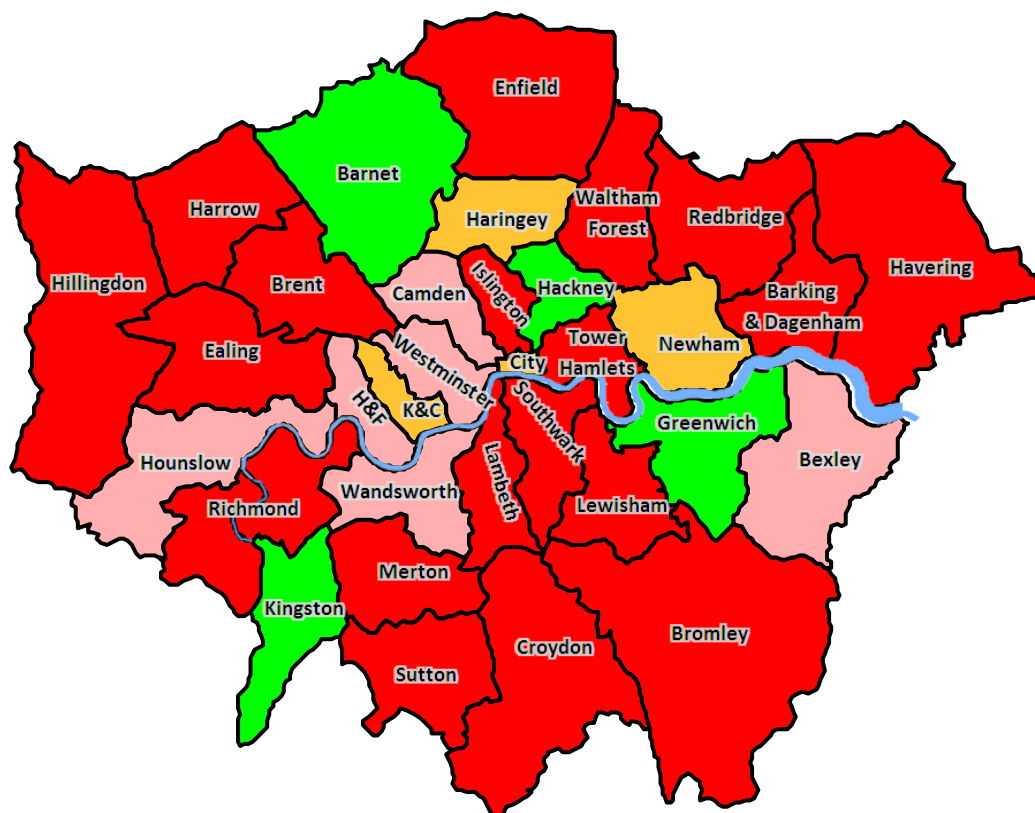 Enfield
Barnet
Haringey
Waltham
Forest
Redbridge
Harrow
Havering
Hillingdon
Brent
Camden
Islington
Hackney
Barking
& Dagenham
Ealing
Westminster
City
Tower
Hamlets
Newham
H&F
K&C
Southwark
Greenwich
Hounslow
Bexley
Wandsworth
Lambeth
Richmond
Lewisham
Merton
Kingston
Bromley
Croydon
Sutton